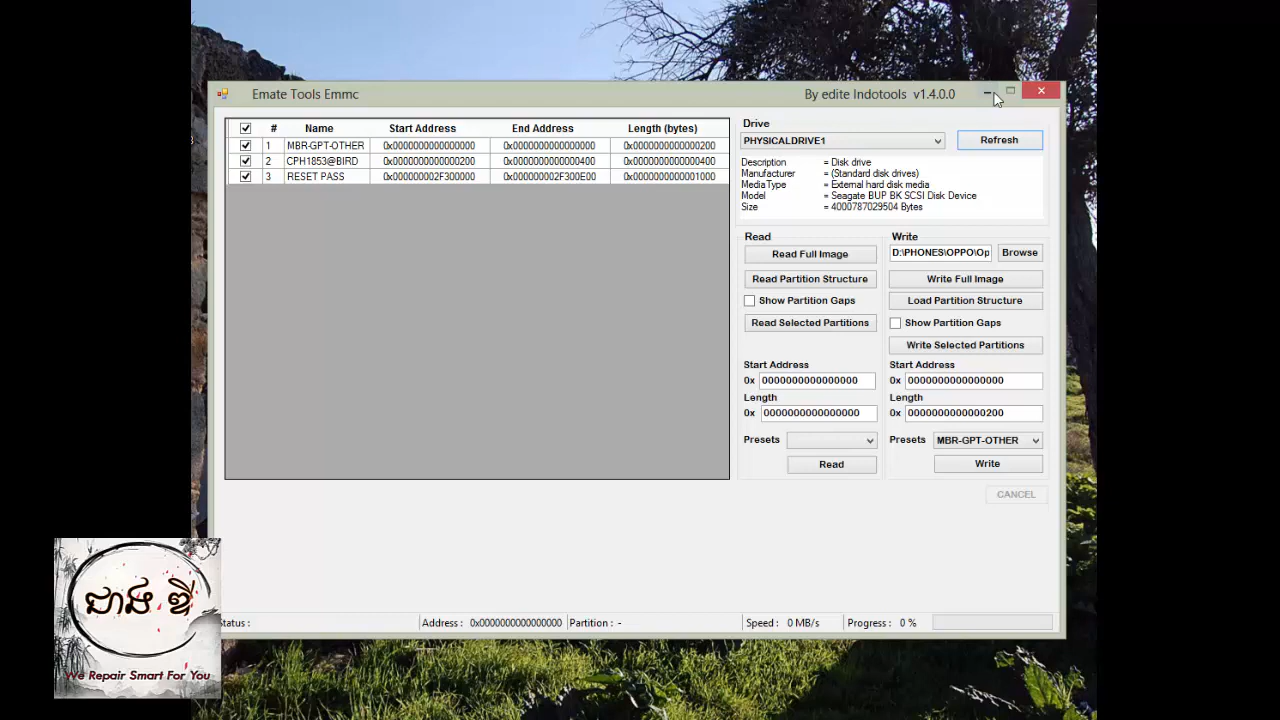 Emate Tools Emmc
By edite Indotools v1.4.0.0
# Name Start Address End Address Length (bytes)
1 MBR-GPT-OTHER 0x0000000000000000 0x0000000000000000 0x0000000000000200
2 CPH1853@BIRD 0x0000000000000200 0x0000000000000400 0x0000000000000400
3 RESET PASS 0x000000002F300000 0x000000002F300E00 0x0000000000001000
Drive
PHYSICALDRIVE1
Refresh
Description = Disk drive
Manufacturer = (Standard disk drives)
MediaType = External hard disk media
Model = Seagate BUP BK SCSI Disk Device
Size = 4000787029504 Bytes
Read
Read Full Image
Read Partition Structure
Show Partition Gaps
Read Selected Partitions
Start Address
0x 0000000000000000
Length
0x 0000000000000000
Presets
Read
Write
D:\PHONES\OPPO\Op
Browse
Write Full Image
Load Partition Structure
Show Partition Gaps
Write Selected Partitions
Start Address
0x 0000000000000000
Length
0x 0000000000000200
Presets MBR-GPT-OTHER
Write
CANCEL
Status :
Address : 0x0000000000000000
Partition : -
Speed : 0 MB/s
Progress : 0 %
ជាង ឌី
We Repair Smart For You